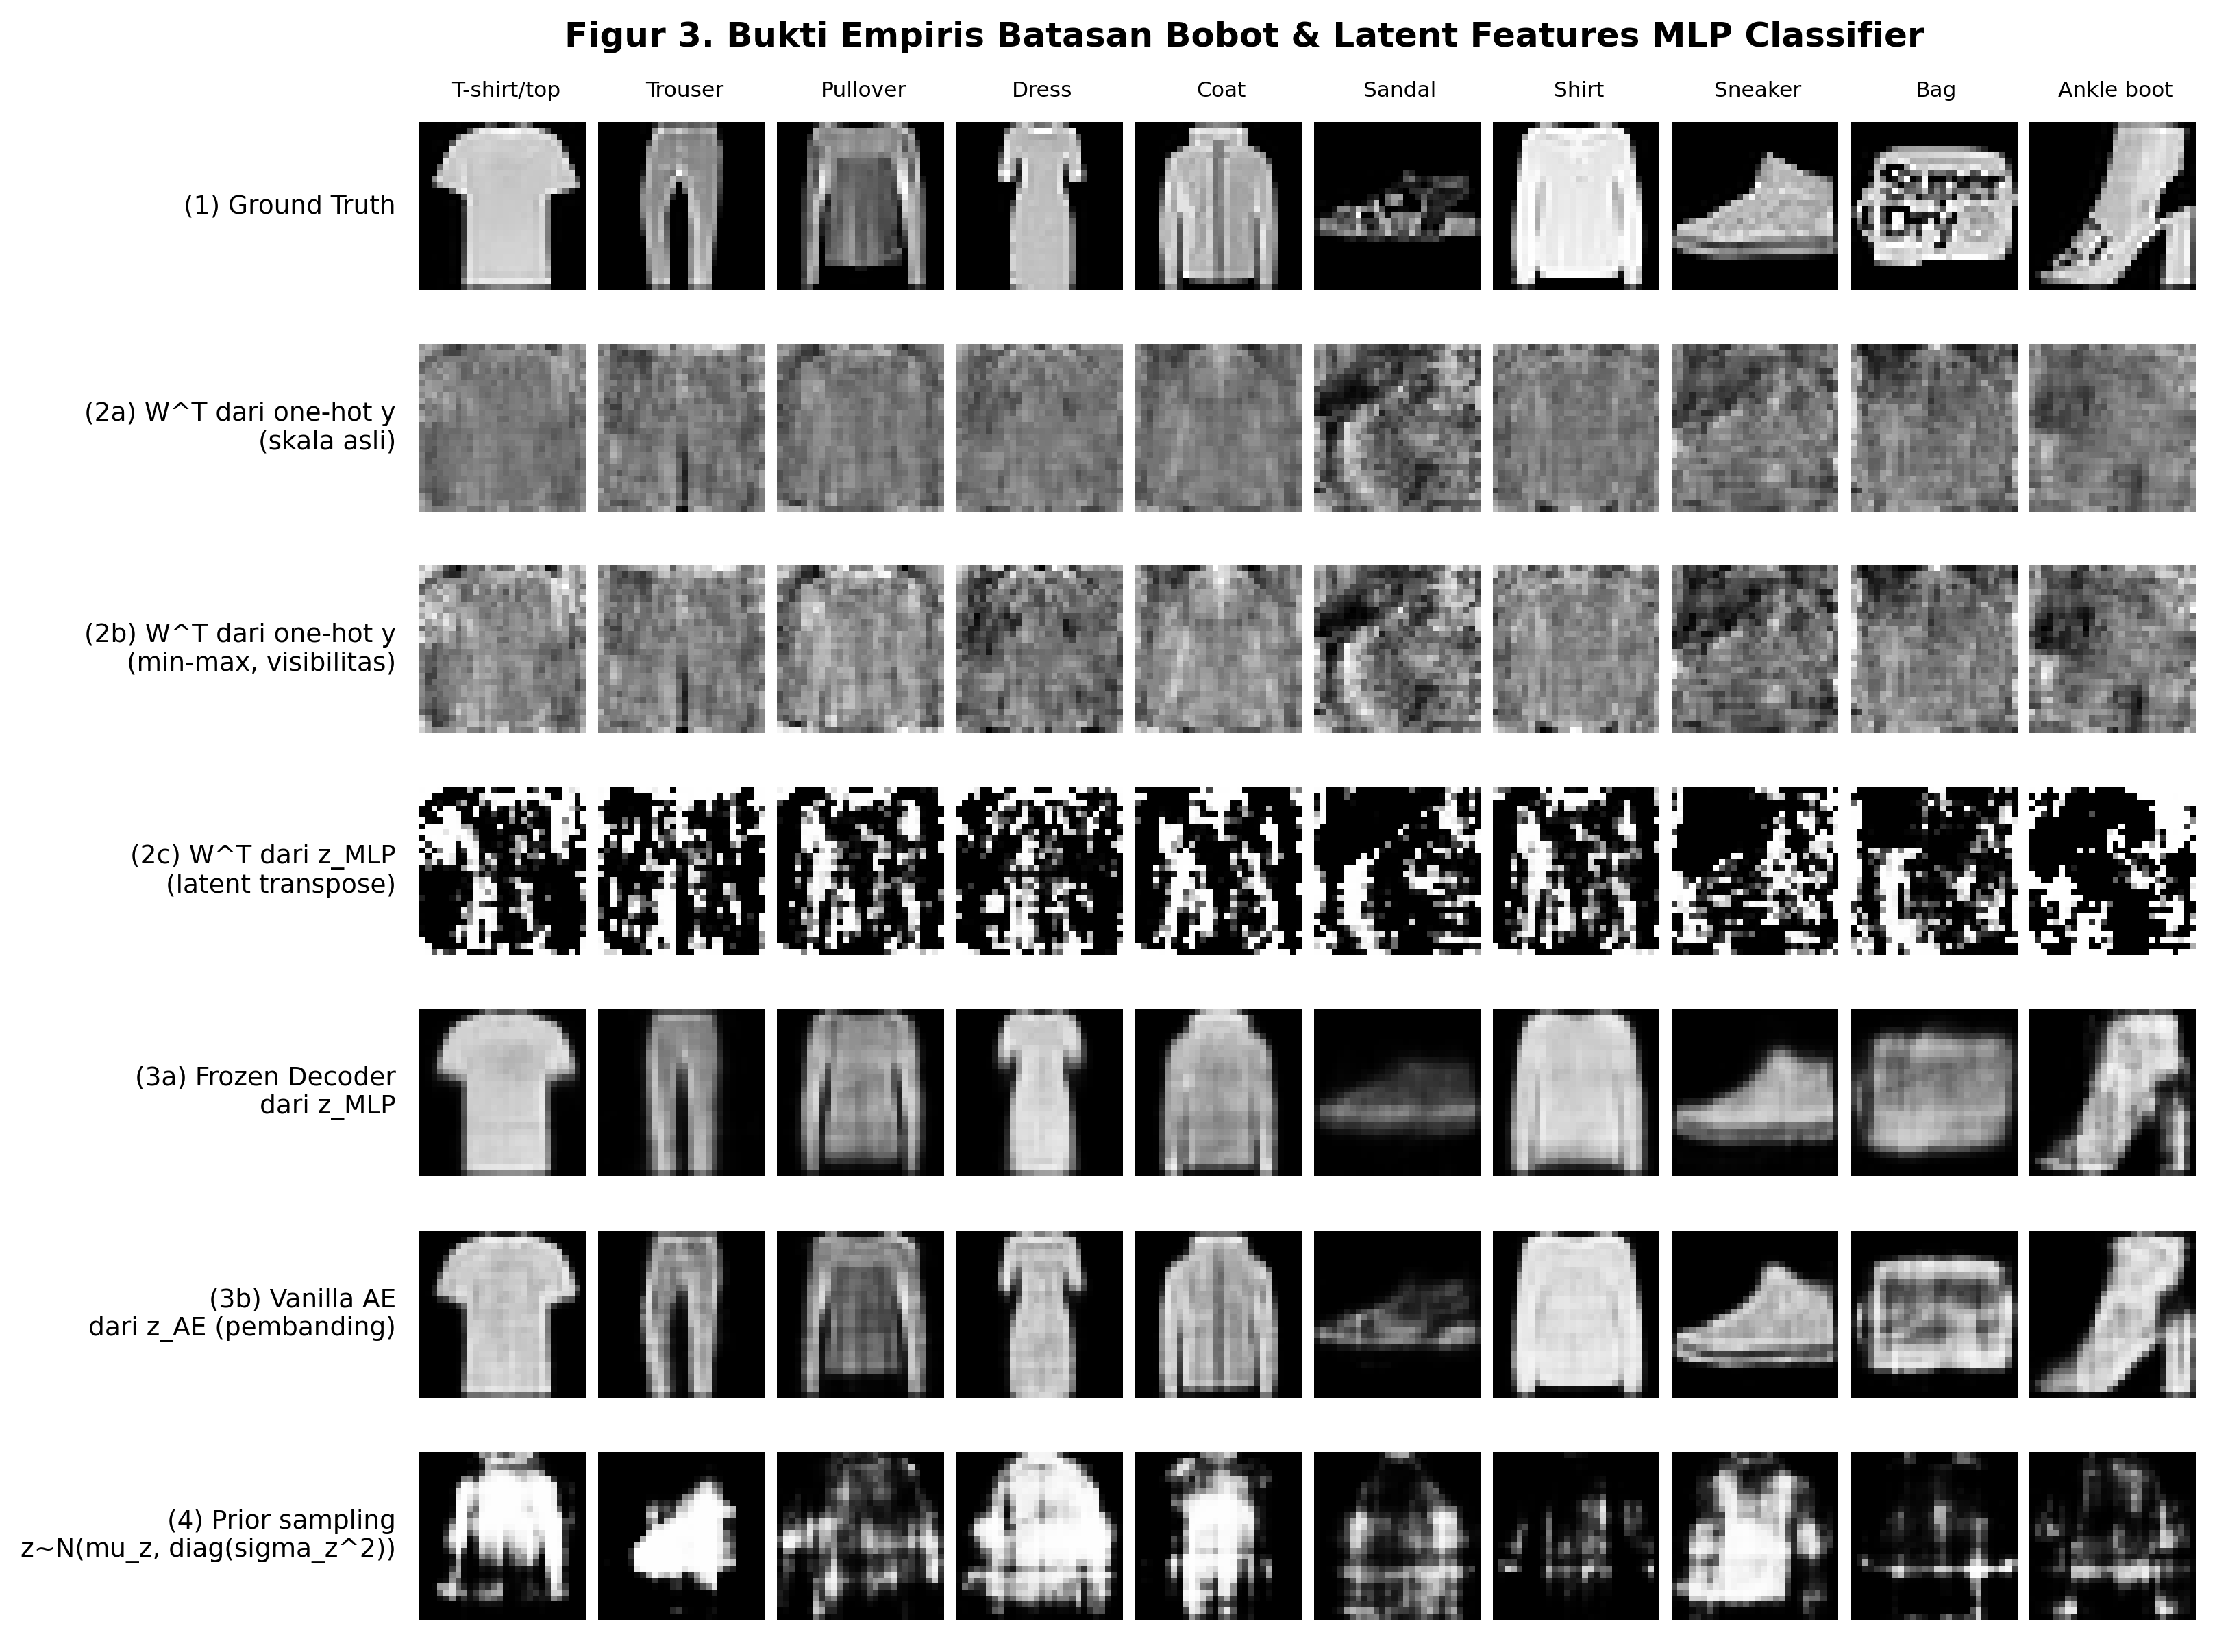 Figur 3. Bukti Empiris Batasan Bobot & Latent Features MLP Classifier
T-shirt/top Trouser Pullover Dress Coat Sandal Shirt Sneaker Bag Ankle boot
(1) Ground Truth
Super
Dry
(2a) W^T dari one-hot y
(skala asli)
(2b) W^T dari one-hot y
(min-max, visibilitas)
(2c) W^T dari z_MLP
(latent transpose)
(3a) Frozen Decoder
dari z_MLP
(3b) Vanilla AE
dari z_AE (pembanding)
(4) Prior sampling
z~N(mu_z, diag(sigma_z^2))